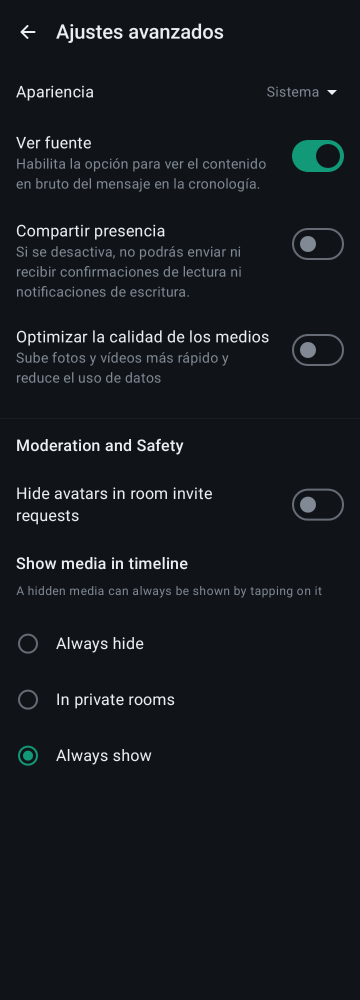 Ajustes avanzados
Apariencia
Sistema
Ver fuente
Habilita la opción para ver el contenido
en bruto del mensaje en la cronología.
Compartir presencia
Si se desactiva, no podrás enviar ni
recibir confirmaciones de lectura ni
notificaciones de escritura.
Optimizar la calidad de los medios
Sube fotos y vídeos más rápido y
reduce el uso de datos
Moderation and Safety
Hide avatars in room invite
requests
Show media in timeline
A hidden media can always be shown by tapping on it
Always hide
In private rooms
Always show